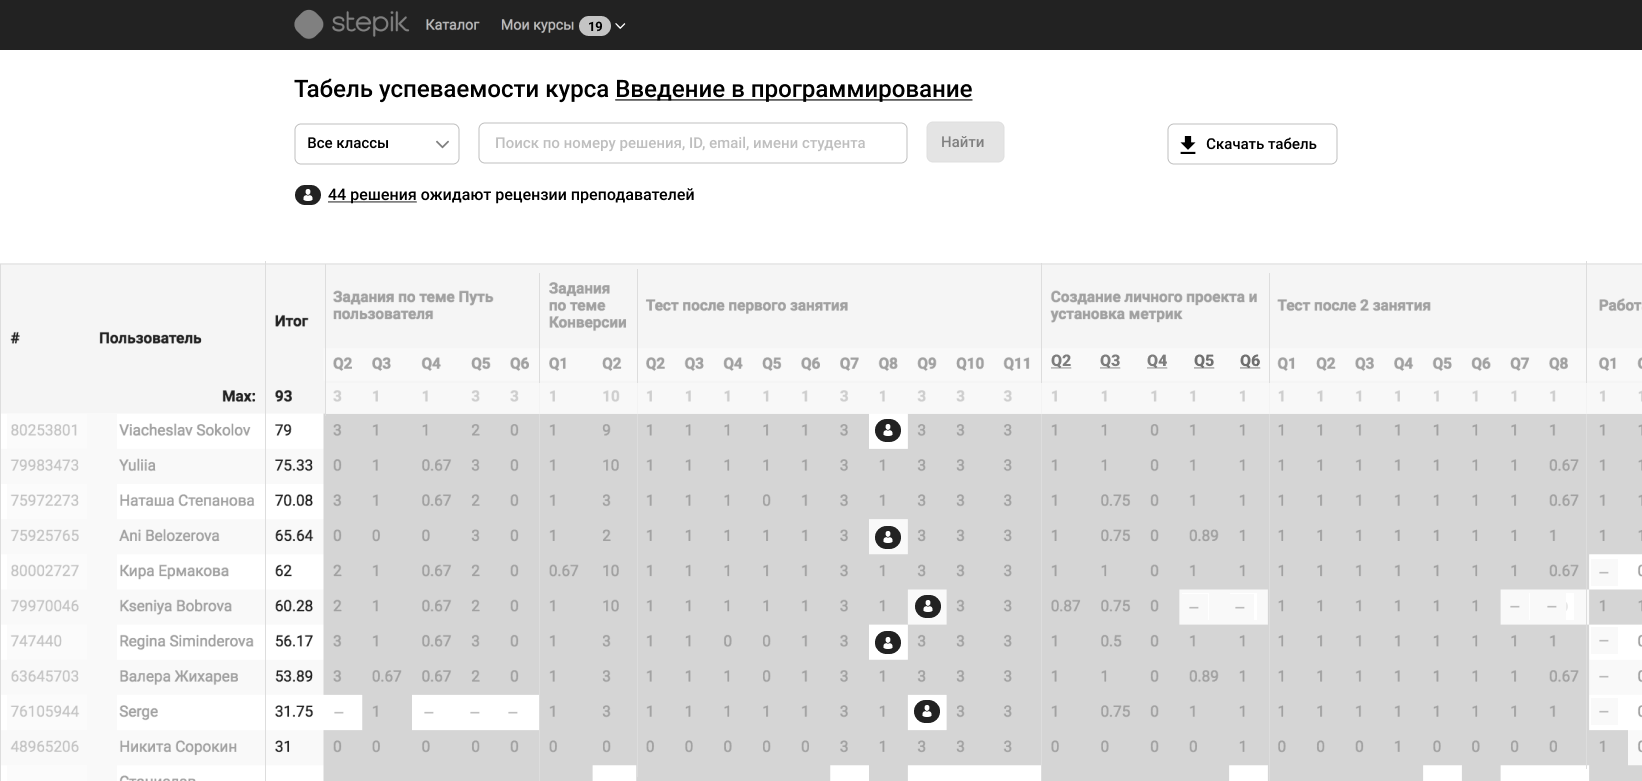 stepik Каталог Мои курсы 19
Табель успеваемости курса Введение в программирование
Все классы Поиск по номеру решения, ID, email, имени студента Найти Скачать табель
44 решения ожидают рецензии преподавателей
# Пользователь Итог
Задания по теме Путь
пользователя
Задания
по теме
Конверсии
Тест после первого занятия
Создание личного проекта и
установка метрик
Тест после 2 занятия
Работ
Q2 Q3 Q4 Q5 Q6 Q1 Q2 Q2 Q3 Q4 Q5 Q6 Q7 Q8 Q9 Q10 Q11 Q2 Q3 Q4 Q5 Q6 Q1 Q2 Q3 Q4 Q5 Q6 Q7 Q8 Q1
Max: 93 3 1 1 3 3 1 10 1 1 1 1 1 3 1 3 3 3 1 1 1 1 1 1 1 1 1 1 1 1 1 1
80253801 Viacheslav Sokolov 79 3 1 1 2 0 1 9 1 1 1 1 1 3 3 3 3 1 1 0 1 1 1 1 1 1 1 1 1 1 1 1
79983473 Yuliia 75.33 0 1 0.67 3 0 1 10 1 1 1 1 1 3 1 3 3 3 1 1 0 1 1 1 1 1 1 1 1 1 0.67 1 1
75972273 Наташа Степанова 70.08 3 1 0.67 2 0 1 3 1 1 1 0 1 3 1 3 3 3 1 0.75 0 1 1 1 1 1 1 1 1 1 0.67 1 1
75925765 Ani Belozerova 65.64 0 0 0 3 0 1 2 1 1 1 1 1 3 3 3 3 1 0.75 0 0.89 1 1 1 1 1 1 1 1 1 1 1
80002727 Кира Ермакова 62 2 1 0.67 2 0 0.67 10 1 1 1 1 1 3 1 3 3 3 1 1 0 1 1 1 1 1 1 1 1 1 0.67 –
79970046 Kseniya Bobrova 60.28 2 1 0.67 2 0 1 10 1 1 1 1 1 3 1 3 3 0.87 0.75 0 – – 1 1 1 1 1 1 – – 1 1
747440 Regina Siminderova 56.17 3 1 0.67 3 0 1 3 1 1 0 0 1 3 3 3 3 1 0.5 0 1 1 1 1 1 1 1 1 1 1 –
63645703 Валера Жихарев 53.89 3 0.67 0.67 2 0 1 3 1 1 1 0 1 3 1 3 3 3 1 1 0 0.89 1 1 1 1 1 1 1 1 0.67 –
76105944 Serge 31.75 – 1 – – – 1 3 1 1 1 1 1 3 1 3 3 1 0.75 0 1 1 1 1 1 1 1 1 1 1 –
48965206 Никита Сорокин 31 0 0 0 0 0 0 0 0 0 0 0 0 3 1 3 3 3 0 0 0 0 1 0 0 0 1 0 0 0 0 1